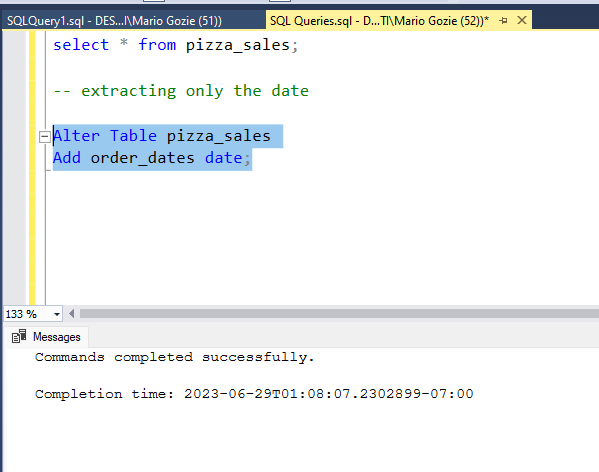 SQLQuery1.sql - DES...I\Mario Gozie (51))
SQL Queries.sql - D...TI\Mario Gozie (52))*
select * from pizza_sales;
-- extracting only the date
Alter Table pizza_sales
Add order_dates date;
133 %
Messages
Commands completed successfully.
Completion time: 2023-06-29T01:08:07.2302899-07:00